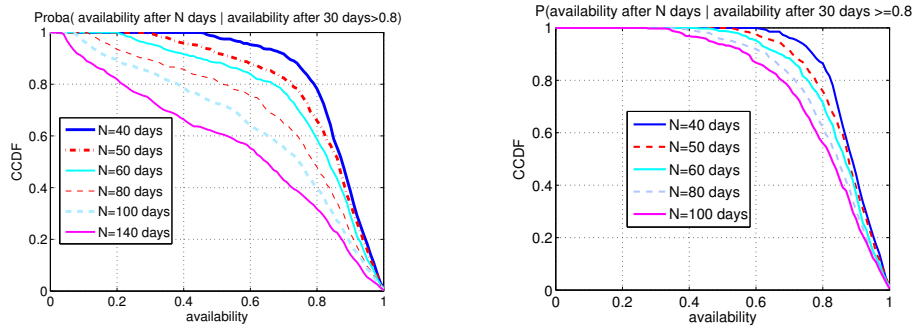 Proba( availability after N days | availability after 30 days>0.8)
1
0.8
0.6
0.4
0.2
0
CCDF
N=40 days
N=50 days
N=60 days
N=80 days
N=100 days
N=140 days
0 0.2 0.4 0.6 0.8 1
availability
P(availability after N days | availability after 30 days >=0.8
1
0.8
0.6
0.4
0.2
0
CCDF
N=40 days
N=50 days
N=60 days
N=80 days
N=100 days
0 0.2 0.4 0.6 0.8 1
availability